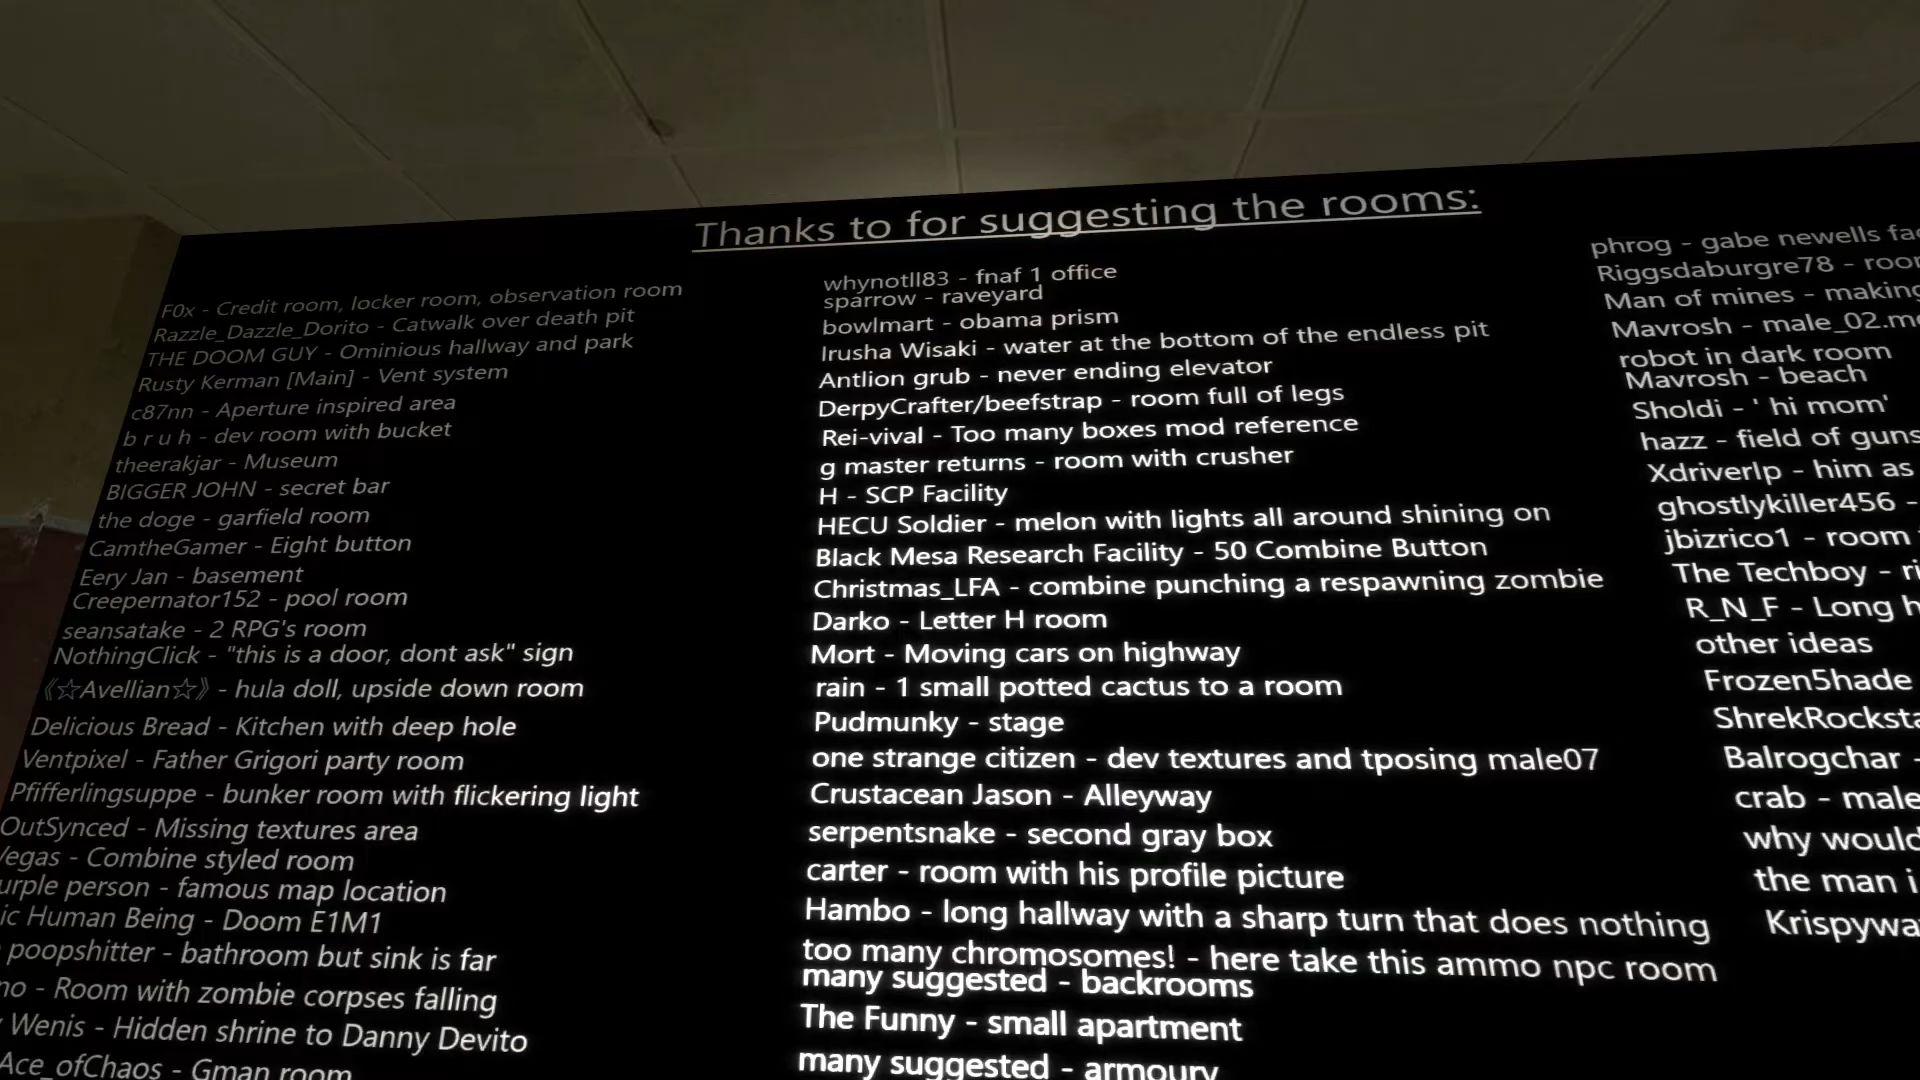 Thanks to for suggesting the rooms:
F0x - Credit room, locker room, observation room
Razzle_Dazzle_Dorito - Catwalk over death pit
THE DOOM GUY - Ominious hallway and park
Rusty Kerman [Main] - Vent system
c87nn - Aperture inspired area
b r u h - dev room with bucket
theerakjar - Museum
BIGGER JOHN - secret bar
the doge - garfield room
CamtheGamer - Eight button
Eery Jan - basement
Creepernator152 - pool room
seansatake - 2 RPG's room
NothingClick - "this is a door, dont ask" sign
《☆Avellian☆》 - hula doll, upside down room
Delicious Bread - Kitchen with deep hole
Ventpixel - Father Grigori party room
Pfifferlingsuppe - bunker room with flickering light
OutSynced - Missing textures area
Vegas - Combine styled room
urple person - famous map location
ic Human Being - Doom E1M1
poopshitter - bathroom but sink is far
no - Room with zombie corpses falling
Wenis - Hidden shrine to Danny Devito
Ace_ofChaos - Gman room
whynotll83 - fnaf 1 office
sparrow - raveyard
bowlmart - obama prism
Irusha Wisaki - water at the bottom of the endless pit
Antlion grub - never ending elevator
DerpyCrafter/beefstrap - room full of legs
Rei-vival - Too many boxes mod reference
g master returns - room with crusher
H - SCP Facility
HECU Soldier - melon with lights all around shining on
Black Mesa Research Facility - 50 Combine Button
Christmas_LFA - combine punching a respawning zombie
Darko - Letter H room
Mort - Moving cars on highway
rain - 1 small potted cactus to a room
Pudmunky - stage
one strange citizen - dev textures and tposing male07
Crustacean Jason - Alleyway
serpentsnake - second gray box
carter - room with his profile picture
Hambo - long hallway with a sharp turn that does nothing
too many chromosomes! - here take this ammo npc room
many suggested - backrooms
The Funny - small apartment
many suggested - armoury
phrog - gabe newells fac
Riggsdaburgre78 - roor
Man of mines - making
Mavrosh - male_02.m
robot in dark room
Mavrosh - beach
Sholdi - ' hi mom'
hazz - field of guns
Xdriverlp - him as
ghostlykiller456 -
jbizrico1 - room
The Techboy - ri
R_N_F - Long h
other ideas
Frozen5hade
ShrekRocksta
Balrogchar -
crab - male
why would
the man i
Krispywa